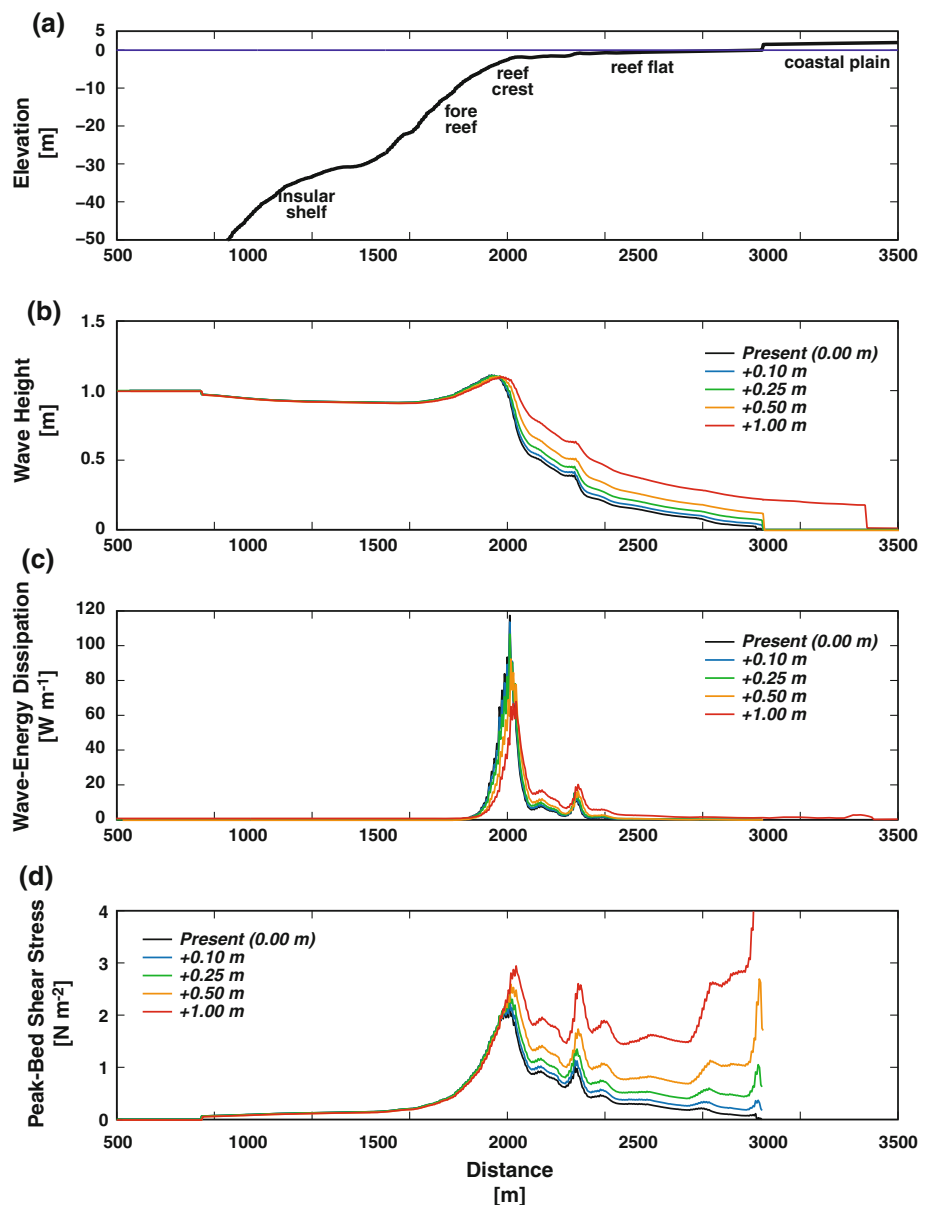 (a)
Elevation
[m]
5
0
−10
−20
−30
−40
−50
insular
shelf
fore
reef
reef
crest
reef flat
coastal plain
500
1000
1500
2000
2500
3000
3500
(b)
Wave Height
[m]
1.5
1.0
0.5
0
Present (0.00 m)
+0.10 m
+0.25 m
+0.50 m
+1.00 m
500
1000
1500
2000
2500
3000
3500
(c)
Wave-Energy Dissipation
[W m-1]
120
100
80
60
40
20
0
Present (0.00 m)
+0.10 m
+0.25 m
+0.50 m
+1.00 m
500
1000
1500
2000
2500
3000
3500
(d)
Peak-Bed Shear Stress
[N m-2]
4
3
2
1
0
Present (0.00 m)
+0.10 m
+0.25 m
+0.50 m
+1.00 m
500
1000
1500
2000
2500
3000
3500
Distance
[m]